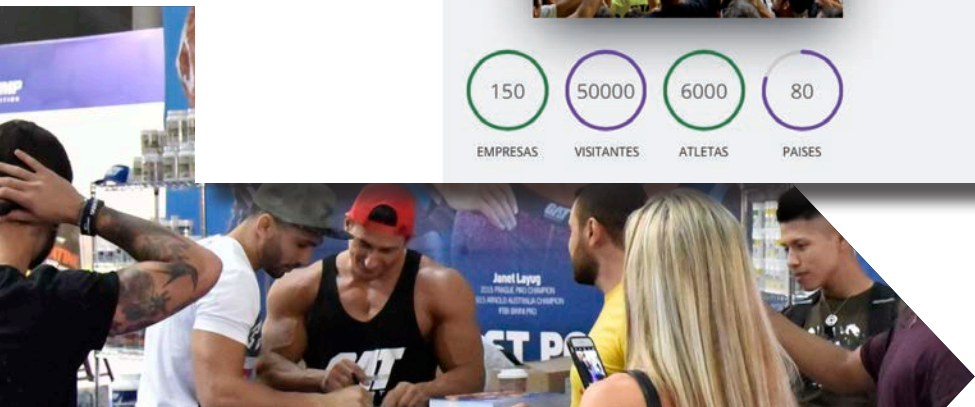 150
50000
6000
80
EMPRESAS
VISITANTES
ATLETAS
PAISES
Janet Layug
2015 PRAGUE PRO CHAMPION
2015 ARNOLD AUSTRALIA CHAMPION
IFBB BIKINI PRO
GAT